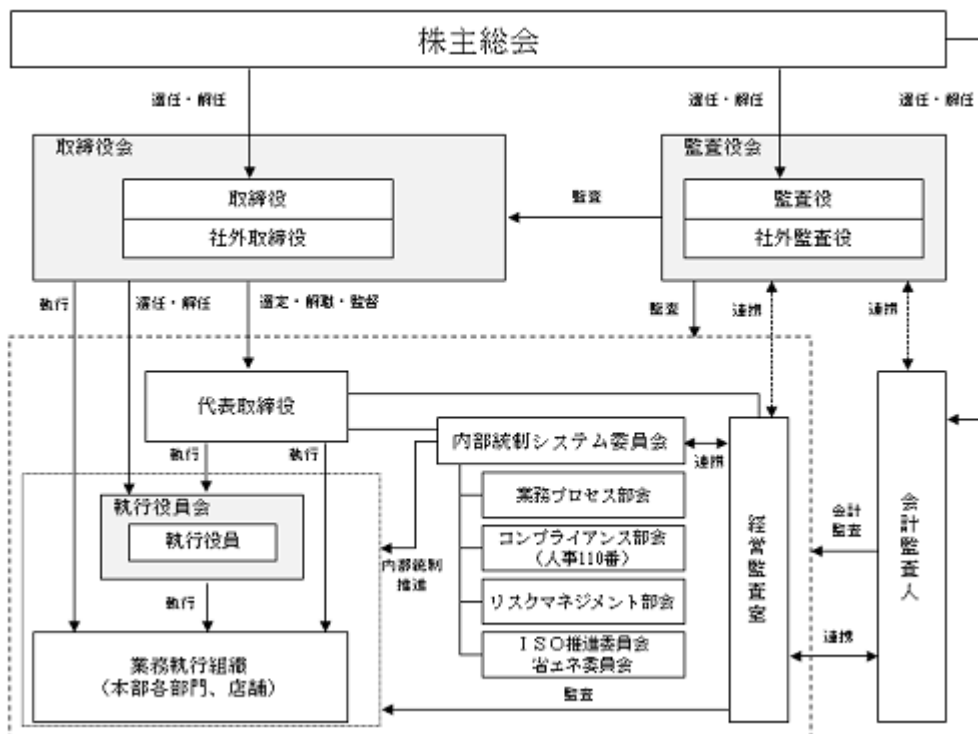 株主総会
選任・解任
選任・解任
選任・解任
取締役会
取締役
社外取締役
監査
監査役会
監査役
社外監査役
執行
選任・解任
選定・解職・監督
監査
連携
連携
代表取締役
内部統制システム委員会
連携
執行
執行
業務プロセス部会
執行役員会
執行役員
コンプライアンス部会
(人事110番)
内部統制
推進
リスクマネジメント部会
執行
ISO推進委員会
省エネ委員会
経営監査室
会計
監査
会計監査人
連携
業務執行組織
(本部各部門、店舗)
監査